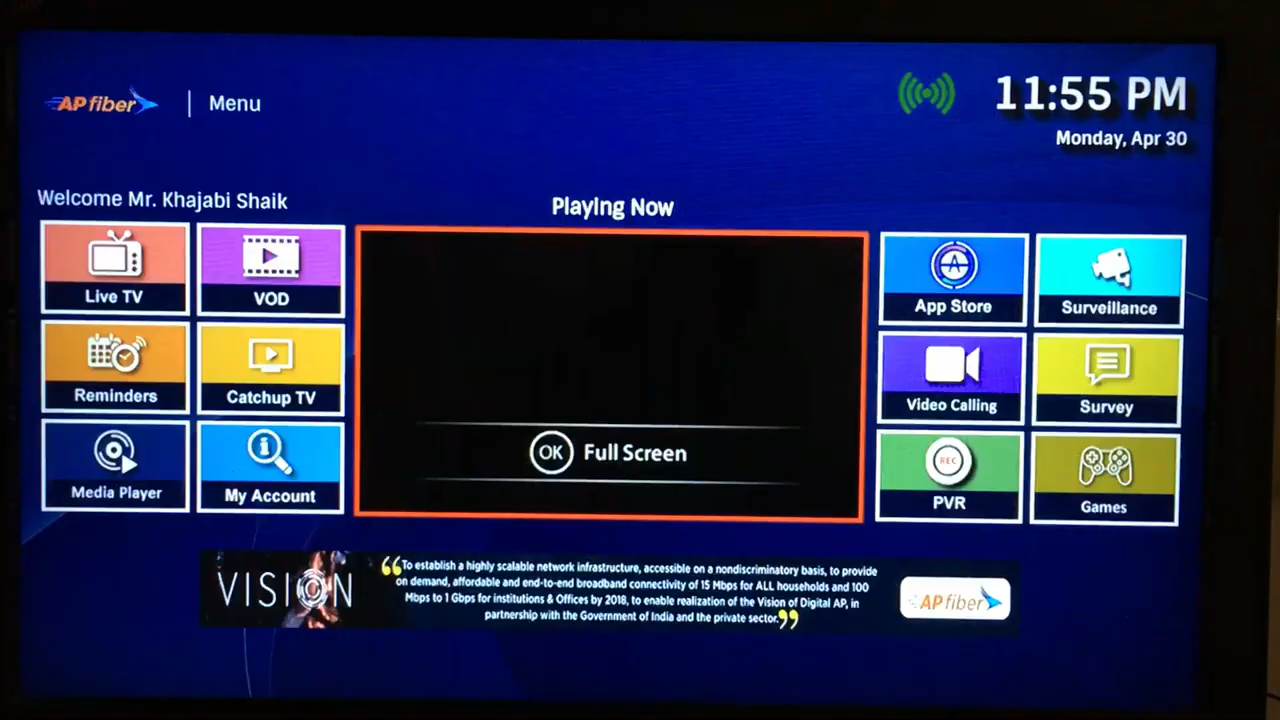 AP fiber
Menu
11:55 PM
Monday, Apr 30
Welcome Mr. Khajabi Shaik
Playing Now
Live TV
VOD
Reminders
Catchup TV
Media Player
My Account
OK Full Screen
App Store
Surveillance
Video Calling
Survey
REC
PVR
Games
VISION
“To establish a highly scalable network infrastructure, accessible on a nondiscriminatory basis, to provide
on demand, affordable and end-to-end broadband connectivity of 15 Mbps for ALL households and 100
Mbps to 1 Gbps for institutions & Offices by 2018, to enable realization of the Vision of Digital AP, in
partnership with the Government of India and the private sector.”
AP fiber